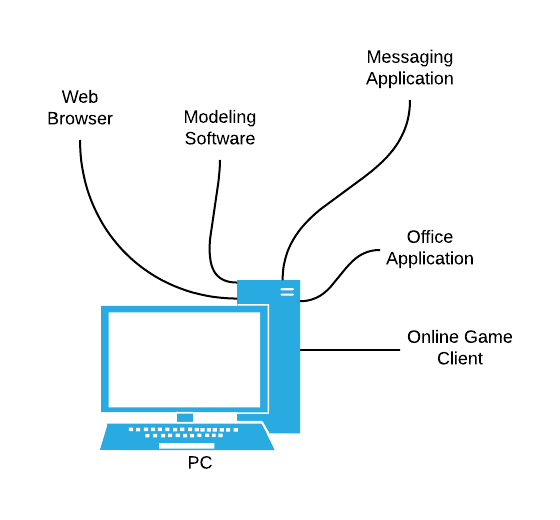 Messaging
Application
Web
Browser
Modeling
Software
Office
Application
Online Game
Client
PC